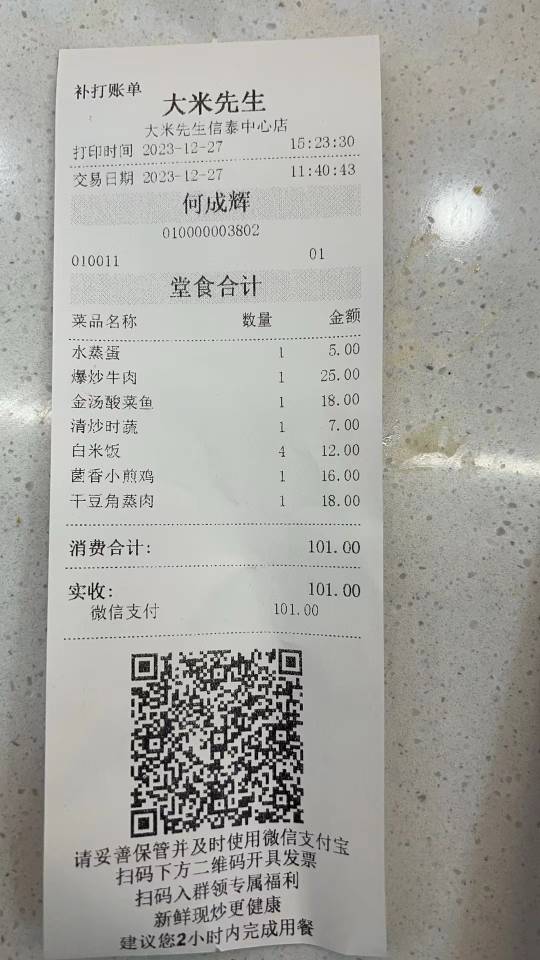 补打账单
大米先生
大米先生信泰中心店
打印时间 2023-12-27 15:23:30
交易日期 2023-12-27 11:40:43
何成辉
010000003802
010011 01
堂食合计
菜品名称 数量 金额
水蒸蛋 1 5.00
爆炒牛肉 1 25.00
金汤酸菜鱼 1 18.00
清炒时蔬 1 7.00
白米饭 4 12.00
菌香小煎鸡 1 16.00
干豆角蒸肉 1 18.00
消费合计: 101.00
实收: 101.00
微信支付 101.00
请妥善保管并及时使用微信支付宝
扫码下方二维码开具发票
扫码入群领专属福利
新鲜现炒更健康
建议您2小时内完成用餐